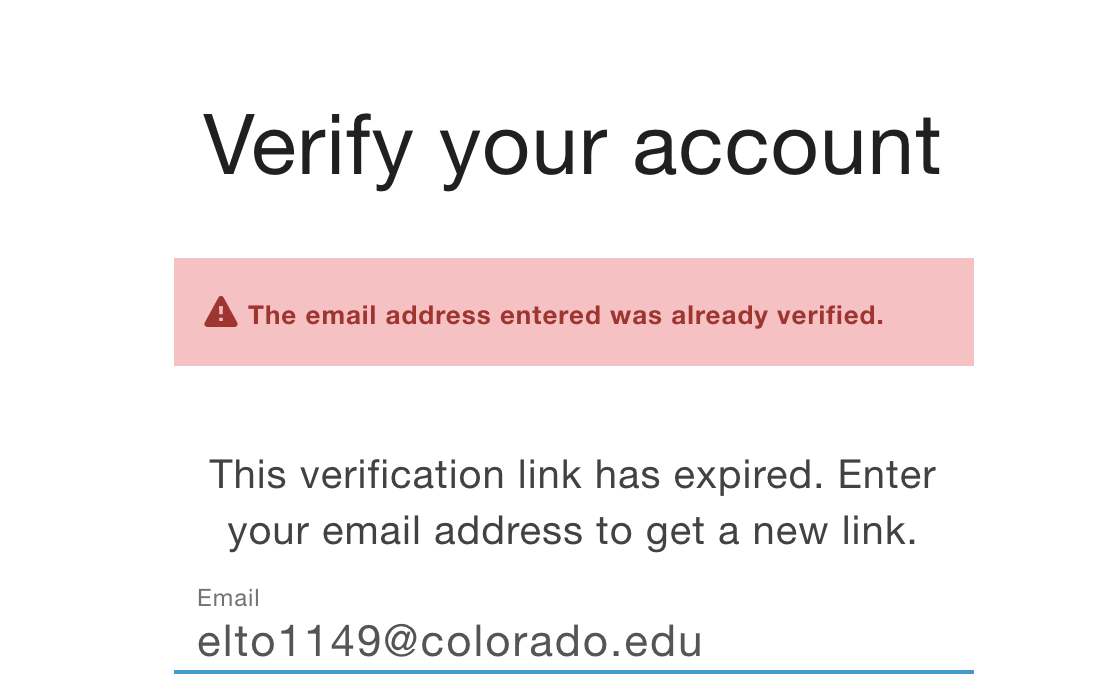 Verify your account
The email address entered was already verified.
This verification link has expired. Enter
your email address to get a new link.
Email
elto1149@colorado.edu